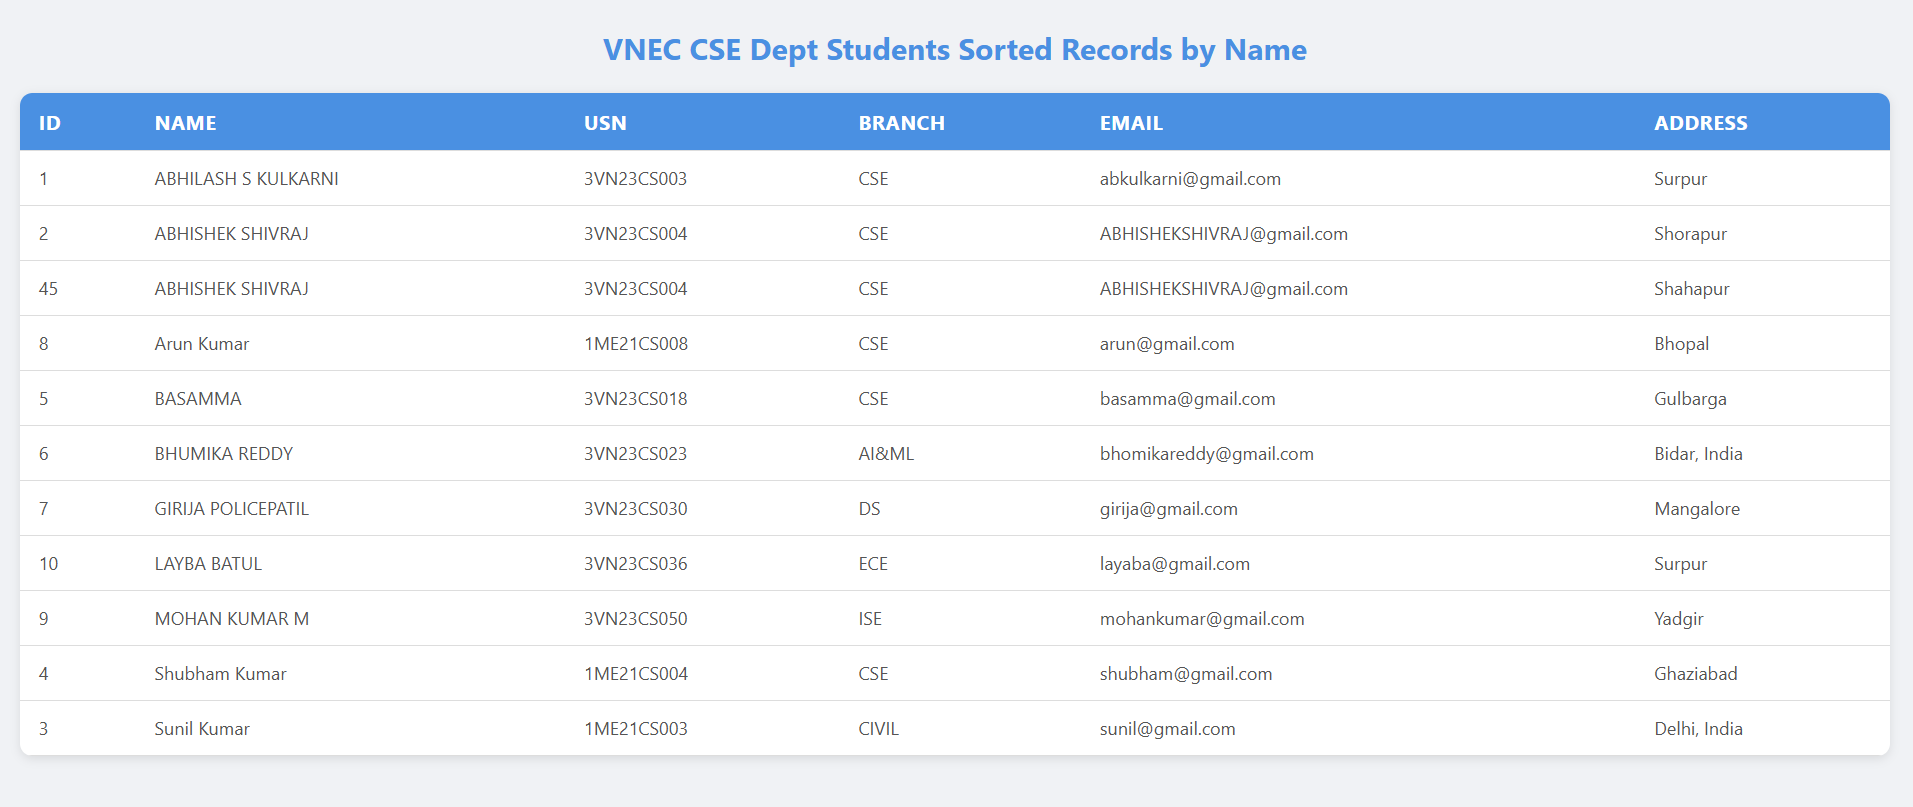 VNEC CSE Dept Students Sorted Records by Name
ID NAME USN BRANCH EMAIL ADDRESS
1 ABHILASH S KULKARNI 3VN23CS003 CSE abkulkarni@gmail.com Surpur
2 ABHISHEK SHIVRAJ 3VN23CS004 CSE ABHISHEKSHIVRAJ@gmail.com Shorapur
45 ABHISHEK SHIVRAJ 3VN23CS004 CSE ABHISHEKSHIVRAJ@gmail.com Shahapur
8 Arun Kumar 1ME21CS008 CSE arun@gmail.com Bhopal
5 BASAMMA 3VN23CS018 CSE basamma@gmail.com Gulbarga
6 BHUMIKA REDDY 3VN23CS023 AI&ML bhomikareddy@gmail.com Bidar, India
7 GIRIJA POLICEPATIL 3VN23CS030 DS girija@gmail.com Mangalore
10 LAYBA BATUL 3VN23CS036 ECE layaba@gmail.com Surpur
9 MOHAN KUMAR M 3VN23CS050 ISE mohankumar@gmail.com Yadgir
4 Shubham Kumar 1ME21CS004 CSE shubham@gmail.com Ghaziabad
3 Sunil Kumar 1ME21CS003 CIVIL sunil@gmail.com Delhi, India